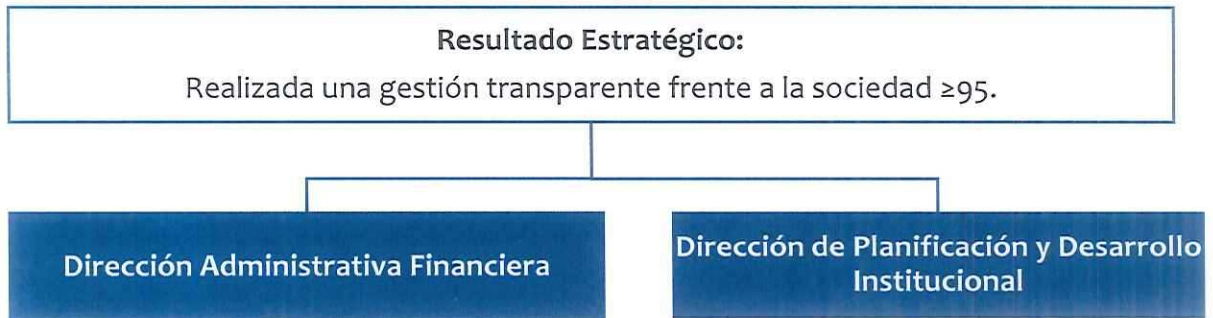 Resultado Estratégico:
Realizada una gestión transparente frente a la sociedad ≥95.
Dirección Administrativa Financiera
Dirección de Planificación y Desarrollo
Institucional